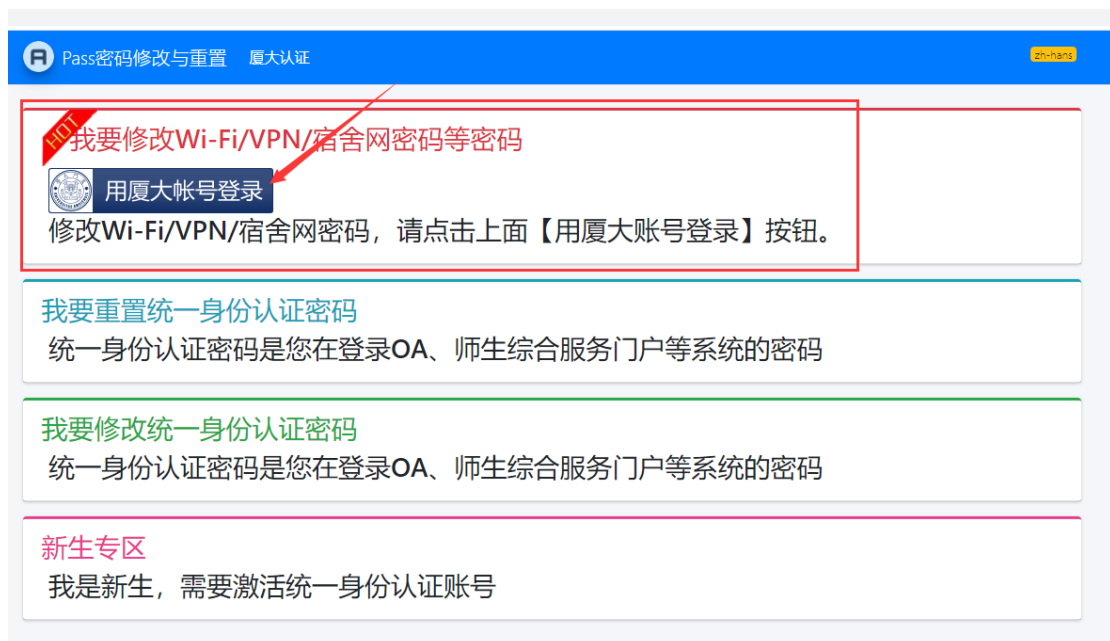 Pass密码修改与重置 厦大认证 zh-hans
HOT
我要修改Wi-Fi/VPN/宿舍网密码等密码
用厦大帐号登录
修改Wi-Fi/VPN/宿舍网密码，请点击上面【用厦大账号登录】按钮。
我要重置统一身份认证密码
统一身份认证密码是您在登录OA、师生综合服务门户等系统的密码
我要修改统一身份认证密码
统一身份认证密码是您在登录OA、师生综合服务门户等系统的密码
新生专区
我是新生，需要激活统一身份认证账号